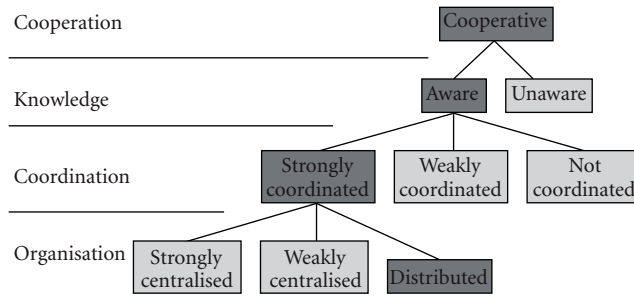 Cooperation
Cooperative
Knowledge
Aware
Unaware
Coordination
Strongly
coordinated
Weakly
coordinated
Not
coordinated
Organisation
Strongly
centralised
Weakly
centralised
Distributed